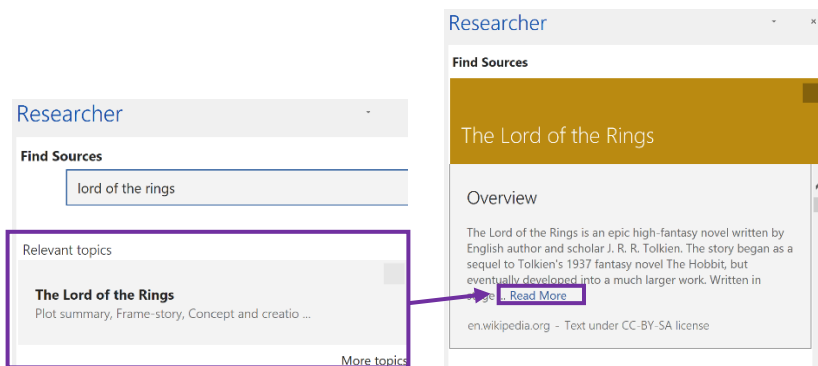 Researcher
Find Sources
lord of the rings
Relevant topics
The Lord of the Rings
Plot summary, Frame-story, Concept and creatio ...
More topics
Researcher
Find Sources
The Lord of the Rings
Overview
The Lord of the Rings is an epic high-fantasy novel written by
English author and scholar J. R. R. Tolkien. The story began as a
sequel to Tolkien's 1937 fantasy novel The Hobbit, but
eventually developed into a much larger work. Written in
... Read More
en.wikipedia.org - Text under CC-BY-SA license